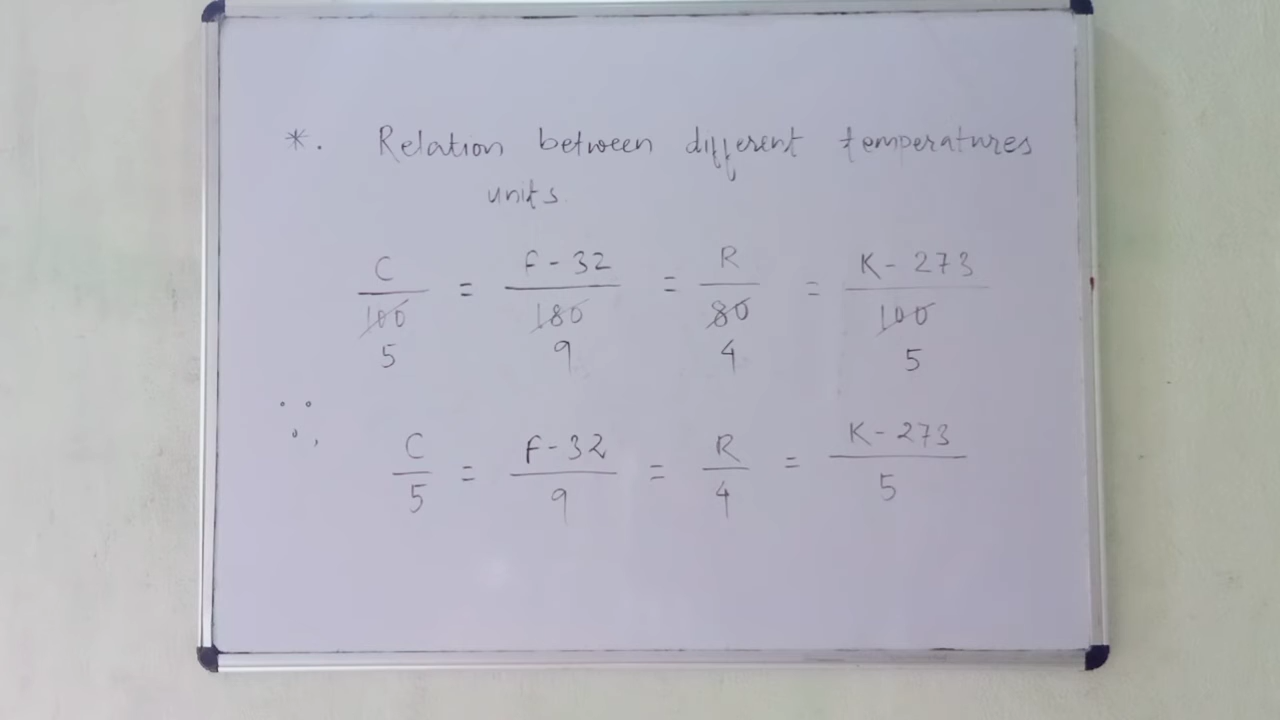 *. Relation between different temperatures
units.
C/100 = F-32/180 = R/80 = K-273/100
5 9 4 5
∴, C/5 = F-32/9 = R/4 = K-273/5